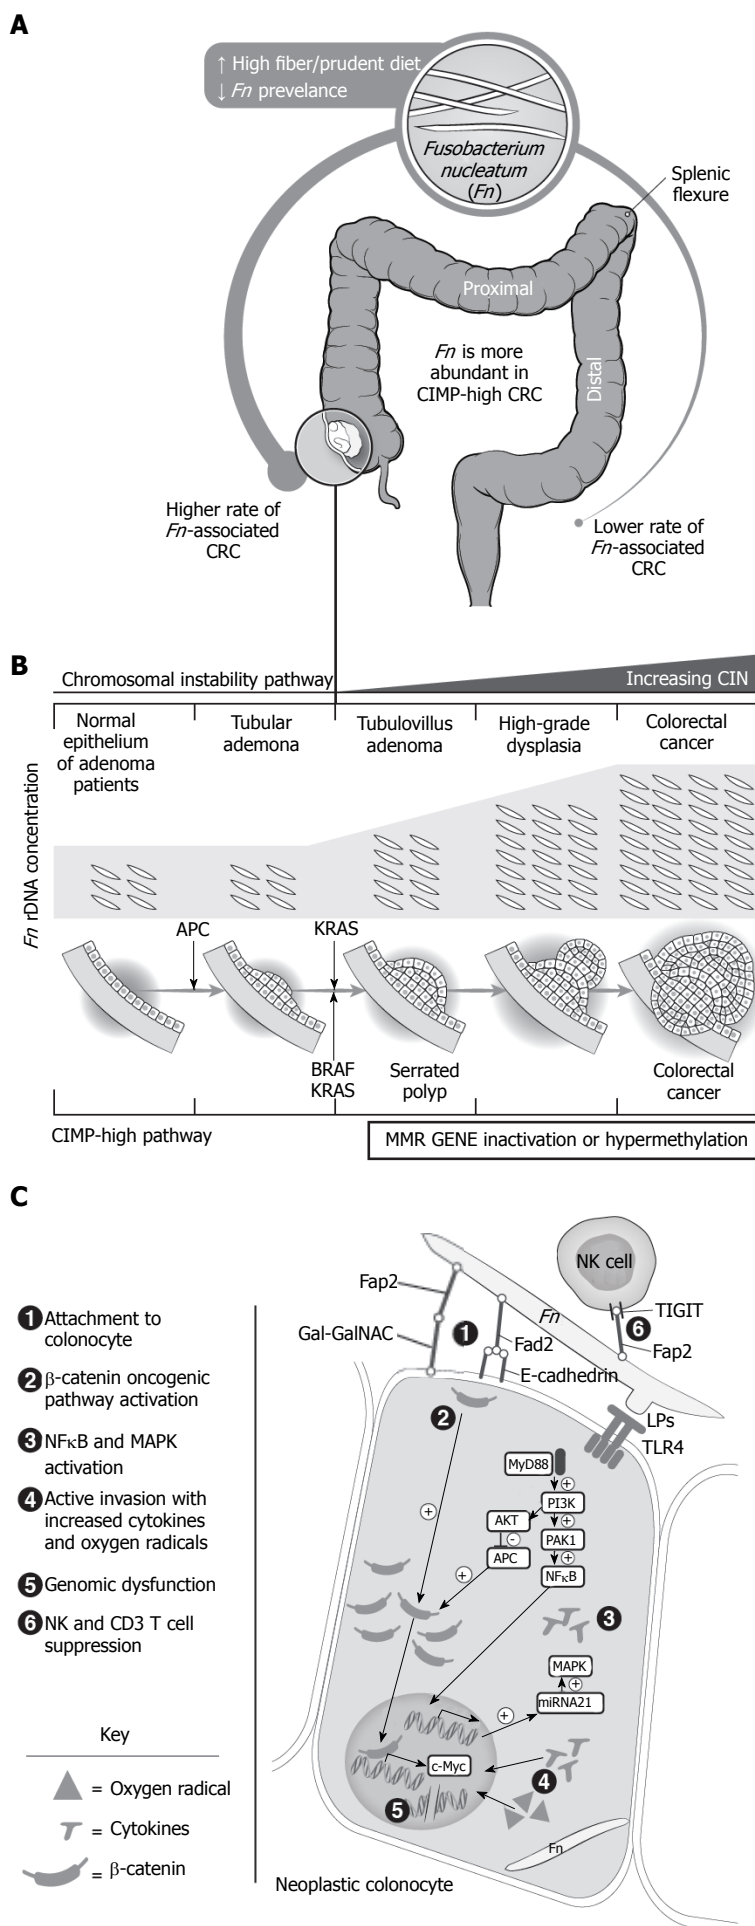 A
↑ High fiber/prudent diet
↓ Fn prevelance
Fusobacterium
nucleatum
(Fn)
Splenic
flexure
Proximal
Fn is more
abundant in
CIMP-high CRC
Distal
Higher rate of
Fn-associated
CRC
Lower rate of
Fn-associated
CRC
B
Chromosomal instability pathway
Increasing CIN
Normal
epithelium
of adenoma
patients
Tubular
ademona
Tubulovillus
adenoma
High-grade
dysplasia
Colorectal
cancer
Fn rDNA concentration
APC
KRAS
BRAF
KRAS
Serrated
polyp
Colorectal
cancer
CIMP-high pathway
MMR GENE inactivation or hypermethylation
C
1 Attachment to
colonocyte
2 β-catenin oncogenic
pathway activation
3 NFκB and MAPK
activation
4 Active invasion with
increased cytokines
and oxygen radicals
5 Genomic dysfunction
6 NK and CD3 T cell
suppression
Key
= Oxygen radical
= Cytokines
= β-catenin
NK cell
Fap2
Fn
TIGIT
Gal-GalNAC
1
Fad2
6
Fap2
E-cadhedrin
2
LPs
TLR4
MyD88
+
PI3K
+
AKT
+
-
PAK1
APC
+
+
NFκB
3
MAPK
+
miRNA21
+
c-Myc
4
5
Fn
Neoplastic colonocyte